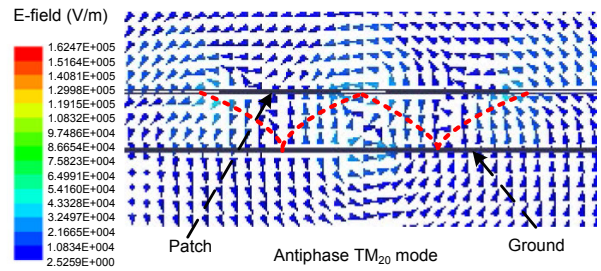 E-field (V/m)
1.6247E+005
1.5164E+005
1.4081E+005
1.2998E+005
1.1915E+005
1.0832E+005
9.7486E+004
8.6654E+004
7.5823E+004
6.4991E+004
5.4160E+004
4.3328E+004
3.2497E+004
2.1665E+004
1.0834E+004
2.5259E+000
Patch
Antiphase TM20 mode
Ground